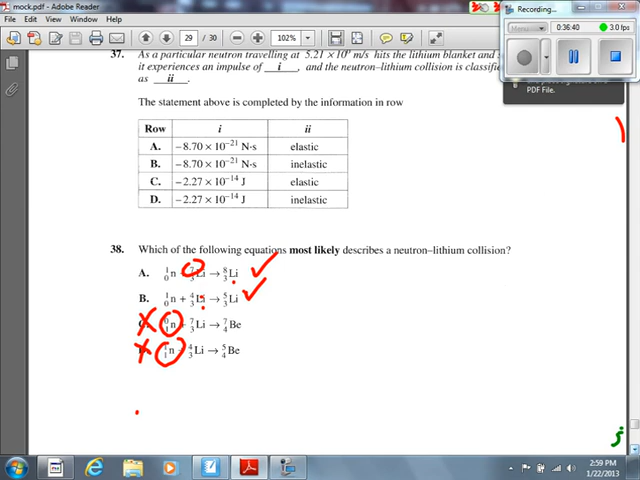 mock.pdf - Adobe Reader
File Edit View Window Help
29 / 30
102%
Recording...
Menu
0:36:40
3.0 fps
PDF File.
37. As a particular neutron travelling at 5.21 × 10⁶ m/s hits the lithium blanket and s
it experiences an impulse of i , and the neutron–lithium collision is classifie
as ii .
The statement above is completed by the information in row
Row i ii
A. −8.70 × 10⁻²¹ N·s elastic
B. −8.70 × 10⁻²¹ N·s inelastic
C. −2.27 × 10⁻¹⁴ J elastic
D. −2.27 × 10⁻¹⁴ J inelastic
38. Which of the following equations most likely describes a neutron–lithium collision?
A. ¹₀n + ⁷₃Li → ⁸₃Li
B. ¹₀n + ⁴₃Li → ⁵₃Li
⁰₁n + ⁷₃Li → ⁷₄Be
¹₁n + ⁴₃Li → ⁵₄Be
2:59 PM
1/22/2013